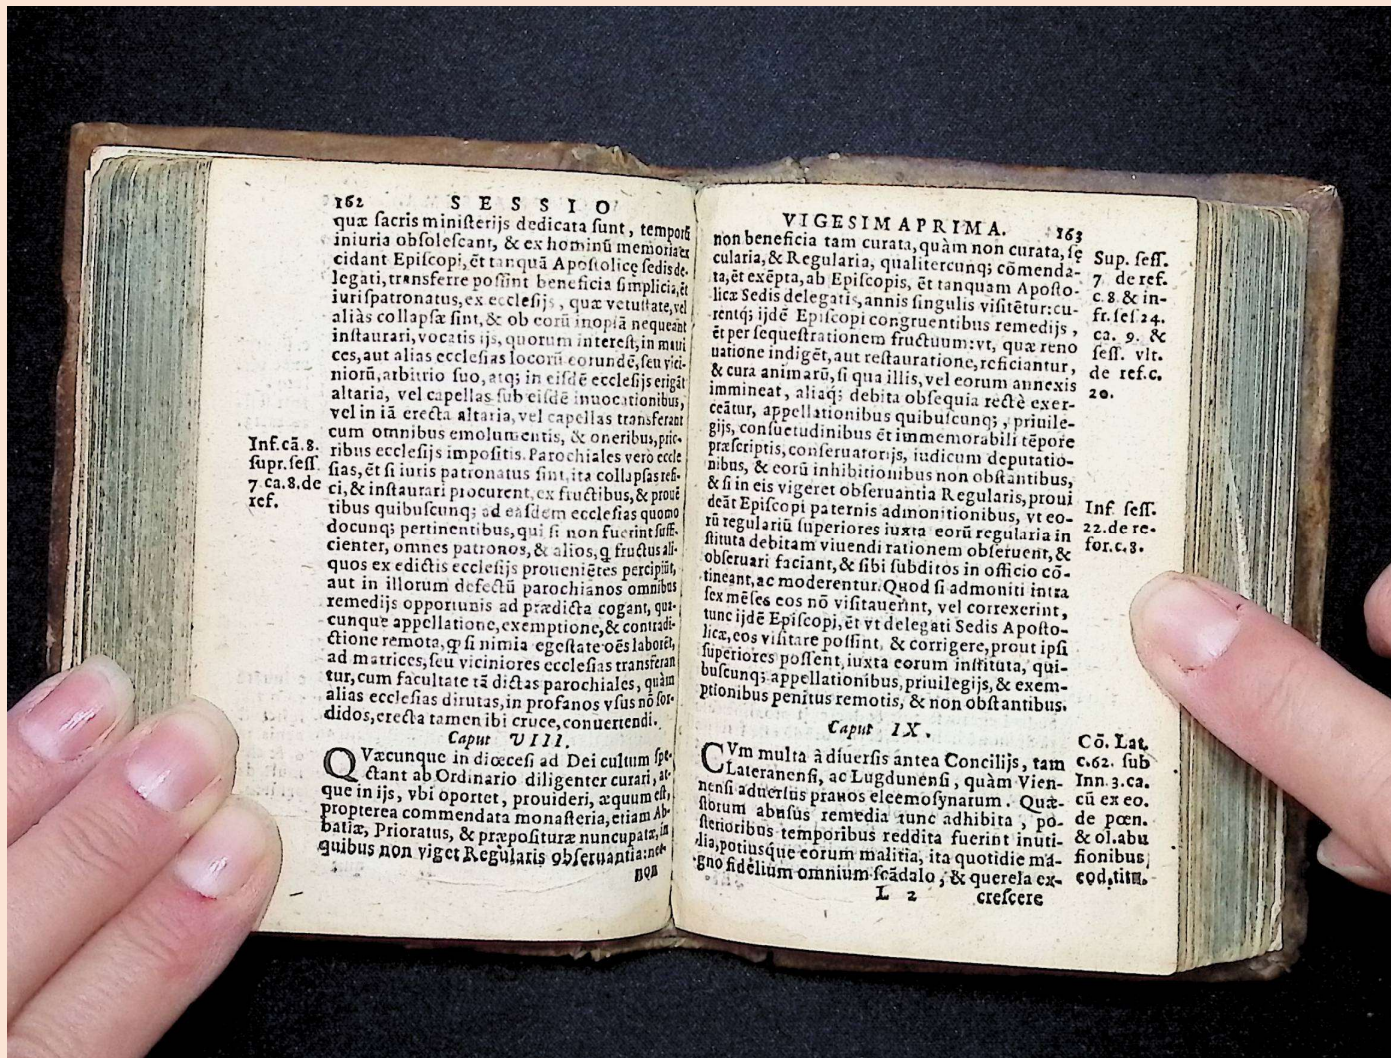 162 SESSIO
quæ sacris ministerijs dedicata sunt, temporū
iniuria obsolescant, & ex hominū memoria ex
cidant Episcopi, ēt tanquā Apostolicę sedis de-
legati, transferre possint beneficia simplicia, ēt
iurispatronatus, ex ecclesijs, quæ vetustate, vel
aliàs collapsæ sint, & ob eorū inopiā nequeant
instaurari, vocatis ijs, quorum interest, in matri
ces, aut alias ecclesias locorū eorundē, seu vici-
niorū, arbitrio suo, atq; in eisdē ecclesijs erigāt
altaria, vel capellas sub eisdē inuocationibus,
vel in iā erecta altaria, vel capellas transferant
cum omnibus emolumentis, & oneribus, prio-
ribus ecclesijs impositis. Parochiales verò eccle
sias, ēt si iuris patronatus sint, ita collapsas refi-
ci, & instaurari procurent, ex fructibus, & prouē
tibus quibuscunq; ad easdem ecclesias quomo
docunq; pertinentibus, qui si non fuerint suffi-
cienter, omnes patronos, & alios, q fructus ali-
quos ex edictis ecclesijs proueniētes percipiūt,
aut in illorum defectū parochianos omnibus
remedijs opportunis ad prædicta cogant, qua-
cunque appellatione, exemptione, & contradi-
ctione remota, ꝙ si nimia egestate oēs laborēt,
ad matrices, seu viciniores ecclesias transferan
tur, cum facultate tā dictas parochiales, quàm
alias ecclesias dirutas, in profanos vsus nō sor-
didos, erecta tamen ibi cruce, conuertendi.
Caput VIII.
QVæcunque in diœcesi ad Dei cultum spe-
ctant ab Ordinario diligenter curari, at-
que in ijs, vbi oportet, prouideri, æquum est,
propterea commendata monasteria, etiam Ab-
batiæ, Prioratus, & præpositurae nuncupatæ, in
quibus non viget Regularis obseruantia: nec-
non
Inf. cā. 8.
supr. sess.
7 ca. 8. de
ref.
VIGESIMAPRIMA. 163
non beneficia tam curata, quàm non curata, sę
cularia, & Regularia, qualitercunq; cōmenda-
ta, ēt exēpta, ab Episcopis, ēt tanquam Aposto-
licæ Sedis delegatis, annis singulis visitētur: cu-
rentq; ijdē Episcopi congruentibus remedijs,
ēt per sequestrationem fructuum: vt, quæ reno
uatione indigēt, aut restauratione, reficiantur,
& cura animarū, si qua illis, vel eorum annexis
immineat, aliaq́; debita obsequia rectè exer-
ceātur, appellationibus quibuscunq;, priuile-
gijs, consuetudinibus ēt immemorabili tēpore
præscriptis, conseruatorijs, iudicum deputatio-
nibus, & eorū inhibitionibus non obstantibus,
& si in eis vigeret obseruantia Regularis, proui
deāt Episcopi paternis admonitionibus, vt eo-
rū regulariū superiores iuxta eorū regularia in
stituta debitam viuendi rationem obseruent, &
obseruari faciant, & sibi subditos in officio cō-
tineant, ac moderentur. Quod si admoniti intra
sex mēses eos nō visitauerint, vel correxerint,
tunc ijdē Episcopi, ēt vt delegati Sedis Aposto-
licæ, eos visitare possint, & corrigere, prout ipsi
superiores possent, iuxta eorum instituta, qui-
buscunq; appellationibus, priuilegijs, & exem-
ptionibus penitus remotis, & non obstantibus.
Caput IX.
CVm multa à diuersis antea Concilijs, tam
Lateranensi, ac Lugdunensi, quàm Vien-
nensi aduersus prauos eleemosynarum. Quæ-
storum abusus remedia tunc adhibita, po-
sterioribus temporibus reddita fuerint inuti-
lia, potiusque eorum malitia, ita quotidie ma-
gno fidelium omnium scādalo, & querela ex-
L 2 crescere
Sup. sess.
7 de ref.
c. 8. & in-
fr. ses. 24.
ca. 9. &
sess. vlt.
de ref. c.
20.
Inf sess.
22. de re-
for. c. 8.
Cō. Lat.
c. 62. sub
Inn. 3. ca.
cū ex eo.
de pœn.
& ol. abu
sionibus
eod. titu.